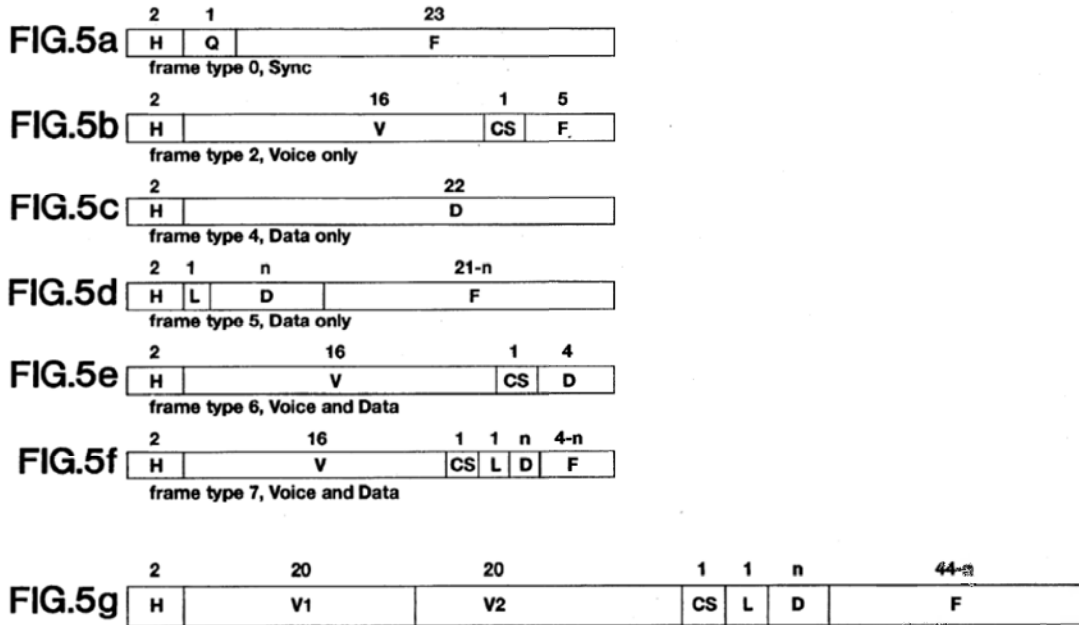 2 1 23
FIG.5a H Q F
frame type 0, Sync
2 16 1 5
FIG.5b H V CS F
frame type 2, Voice only
2 22
FIG.5c H D
frame type 4, Data only
2 1 n 21-n
FIG.5d H L D F
frame type 5, Data only
2 16 1 4
FIG.5e H V CS D
frame type 6, Voice and Data
2 16 1 1 n 4-n
FIG.5f H V CS L D F
frame type 7, Voice and Data
2 20 20 1 1 n 44-n
FIG.5g H V1 V2 CS L D F